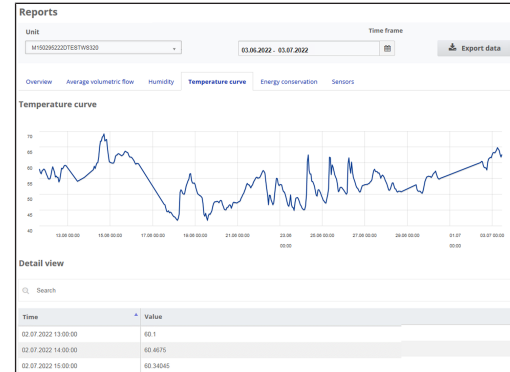 Reports
Unit
Time frame
M150295222DTESTWS320
03.06.2022 - 03.07.2022
Export data
Overview Average volumetric flow Humidity Temperature curve Energy conservation Sensors
Temperature curve
70
65
60
55
50
45
40
13.06 00:00 15.06 00:00 17.06 00:00 19.06 00:00 21.06 00:00 23.06 00:00 25.06 00:00 27.06 00:00 29.06 00:00 01.07 00:00 03.07 00:00
Detail view
Search
Time Value
02.07.2022 13:00:00 60.1
02.07.2022 14:00:00 60.4675
02.07.2022 15:00:00 60.34045